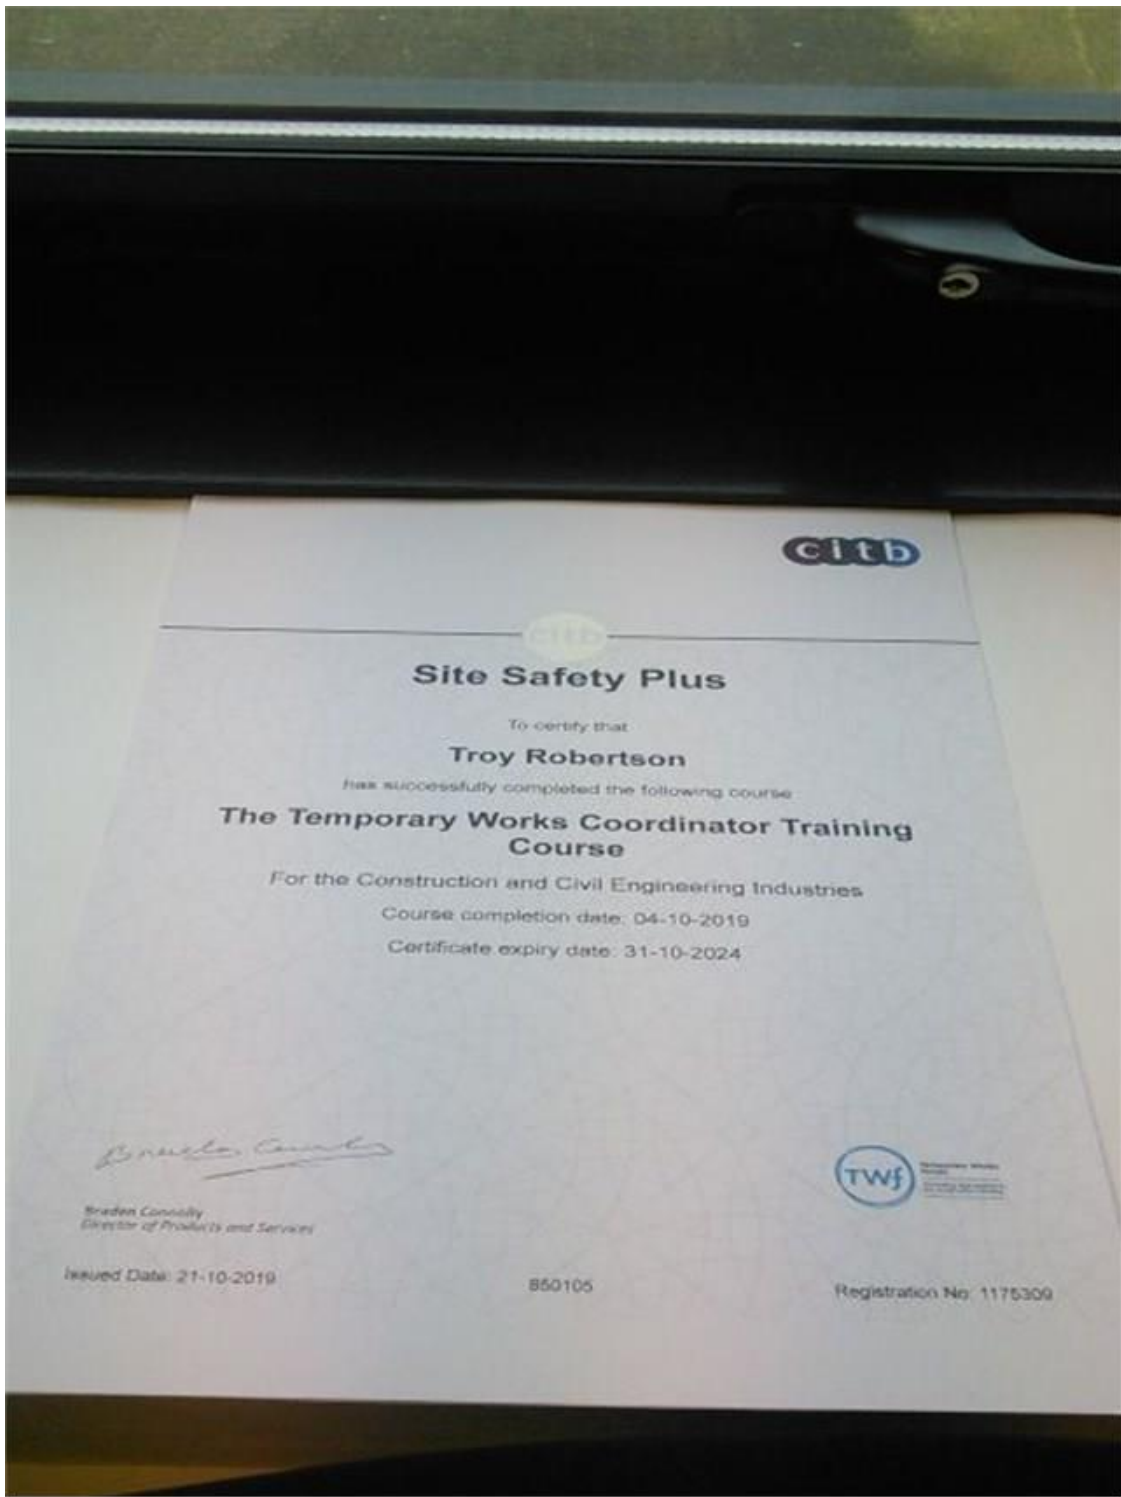 citb
citb
Site Safety Plus
To certify that
Troy Robertson
has successfully completed the following course
The Temporary Works Coordinator Training
Course
For the Construction and Civil Engineering Industries
Course completion date: 04-10-2019
Certificate expiry date: 31-10-2024
TWf
Temporary Works
Braden Connolly
Director of Products and Services
Issued Date: 21-10-2019
850105
Registration No: 1175309